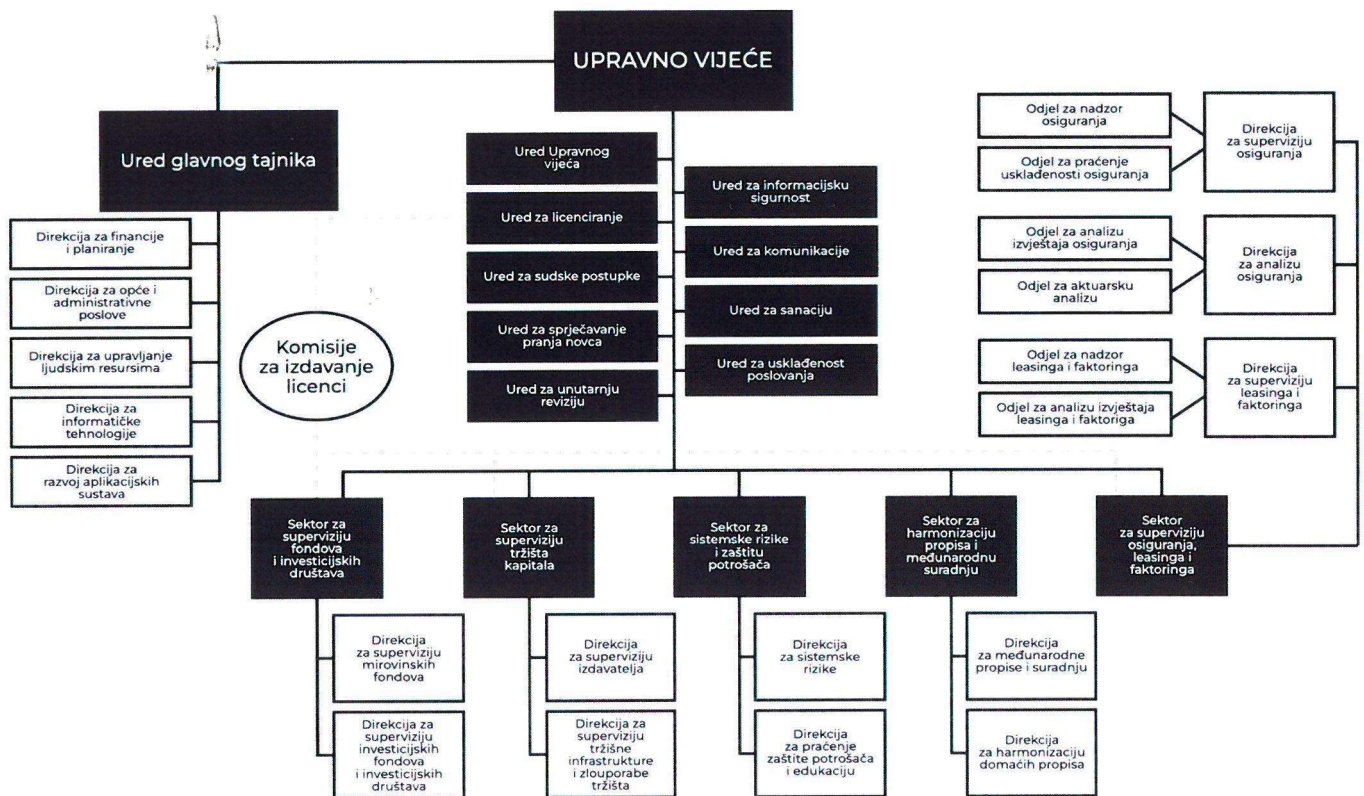 UPRAVNO VIJEĆE
Ured glavnog tajnika
Direkcija za financije
i planiranje
Direkcija za opće i
administrativne
poslove
Direkcija za upravljanje
ljudskim resursima
Direkcija za
informatičke
tehnologije
Direkcija za
razvoj aplikacijskih
sustava
Komisije
za izdavanje
licenci
Ured Upravnog
vijeća
Ured za licenciranje
Ured za sudske postupke
Ured za sprječavanje
pranja novca
Ured za unutarnju
reviziju
Ured za informacijsku
sigurnost
Ured za komunikacije
Ured za sanaciju
Ured za usklađenost
poslovanja
Odjel za nadzor
osiguranja
Odjel za praćenje
usklađenosti osiguranja
Direkcija
za superviziju
osiguranja
Odjel za analizu
izvještaja osiguranja
Odjel za aktuarsku
analizu
Direkcija
za analizu
osiguranja
Odjel za nadzor
leasinga i faktoringa
Odjel za analizu izvještaja
leasinga i faktoriga
Direkcija
za superviziju
leasinga i
faktoringa
Sektor za
superviziju
fondova
i investicijskih
društava
Sektor za
superviziju
tržišta
kapitala
Sektor za
sistemske rizike
i zaštitu
potrošača
Sektor za
harmonizaciju
propisa i
međunarodnu
suradnju
Sektor
za superviziju
osiguranja,
leasinga i
faktoringa
Direkcija
za superviziju
mirovinskih
fondova
Direkcija za
superviziju
investicijskih
fondova
i investicijskih
društava
Direkcija
za superviziju
izdavatelja
Direkcija za
superviziju
tržišne
infrastrukture
i zlouporabe
tržišta
Direkcija
za sistemske
rizike
Direkcija
za praćenje
zaštite potrošača
i edukaciju
Direkcija
za međunarodne
propise i suradnju
Direkcija
za harmonizaciju
domaćih propisa